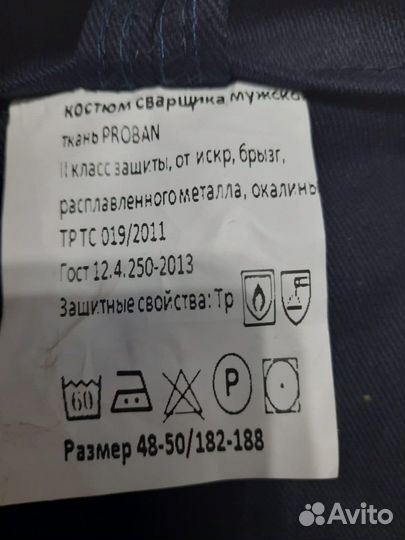 костюм сварщика мужской
ткань PROBAN
II класс защиты, от искр, брызг,
расплавленного металла, окалины
ТР ТС 019/2011
Гост 12.4.250-2013
Защитные свойства: Тр
60 P
Размер 48-50/182-188
Avito